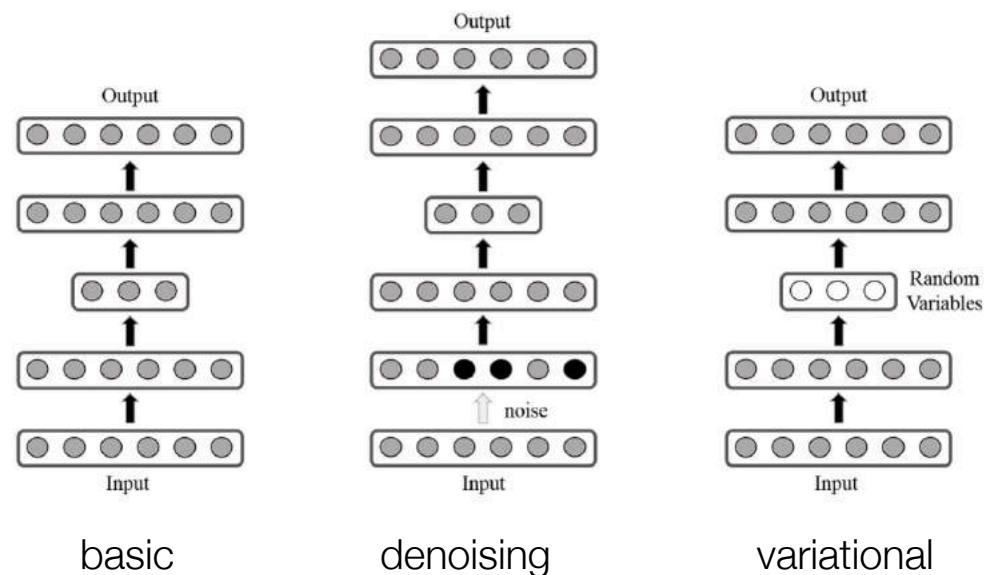 Output
Output
Output
Random
Variables
noise
Input
Input
Input
basic
denoising
variational